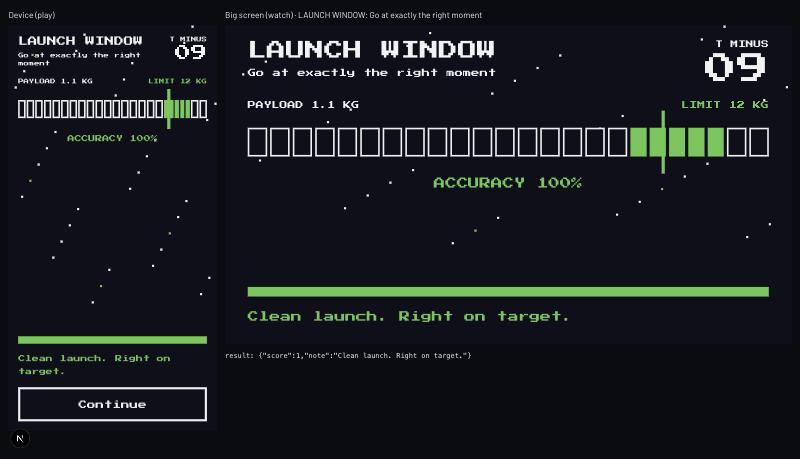 Device (play)
LAUNCH WINDOW
Go at exactly the right
moment
T MINUS
09
PAYLOAD 1.1 KG
LIMIT 12 KG
ACCURACY 100%
Clean launch. Right on
target.
Continue
N
Big screen (watch) · LAUNCH WINDOW: Go at exactly the right moment
LAUNCH WINDOW
Go at exactly the right moment
T MINUS
09
PAYLOAD 1.1 KG
LIMIT 12 KG
ACCURACY 100%
Clean launch. Right on target.
result: {"score":1,"note":"Clean launch. Right on target."}